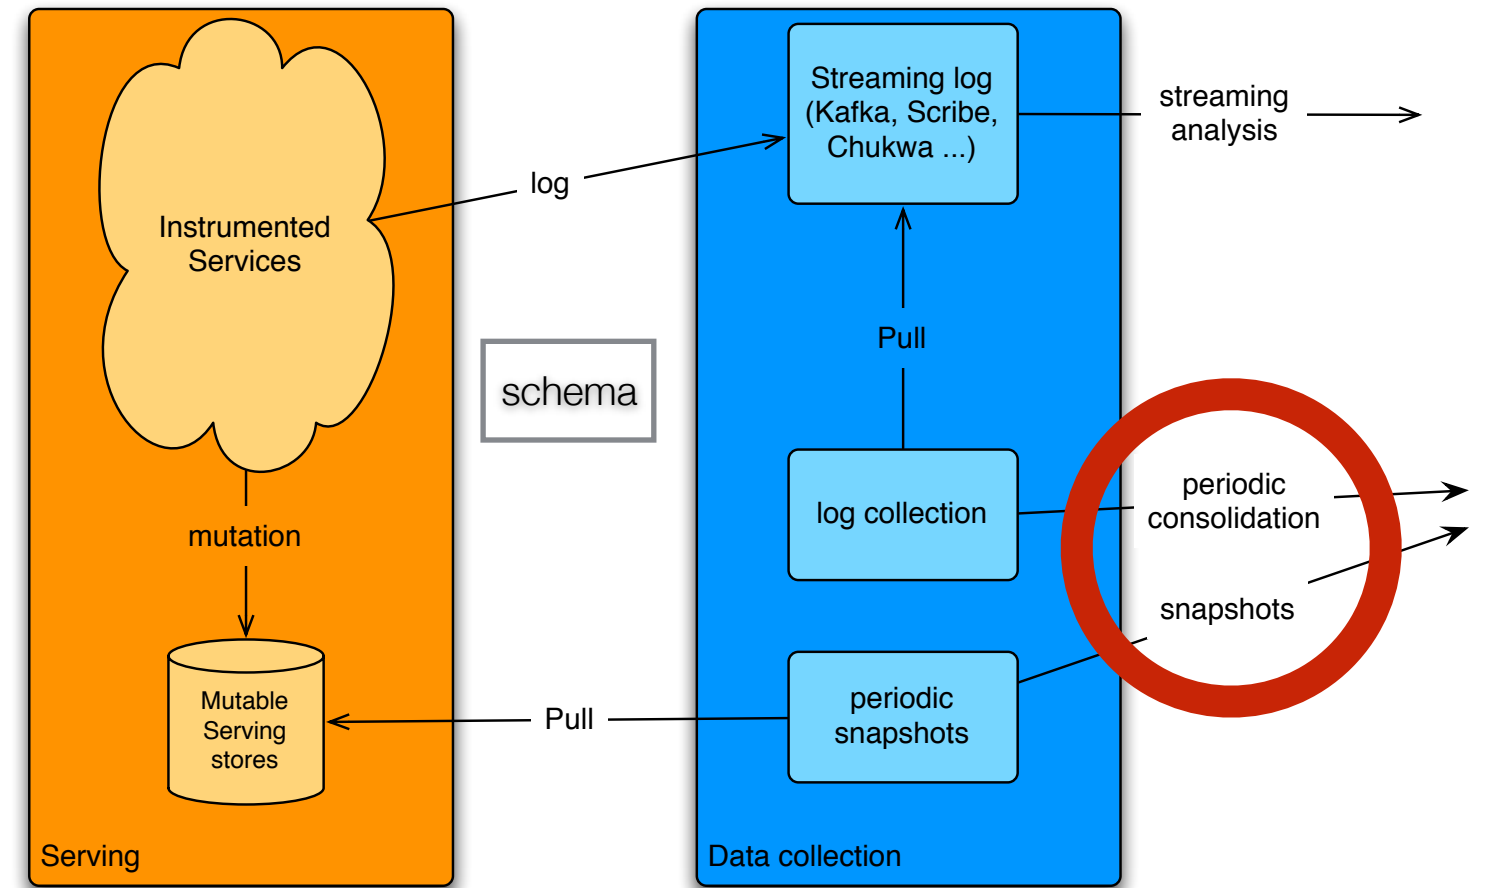 Streaming log
(Kafka, Scribe,
Chukwa ...)
streaming
analysis
log
Instrumented
Services
Pull
schema
periodic
consolidation
log collection
mutation
snapshots
Mutable
Serving
stores
Pull
periodic
snapshots
Serving
Data collection